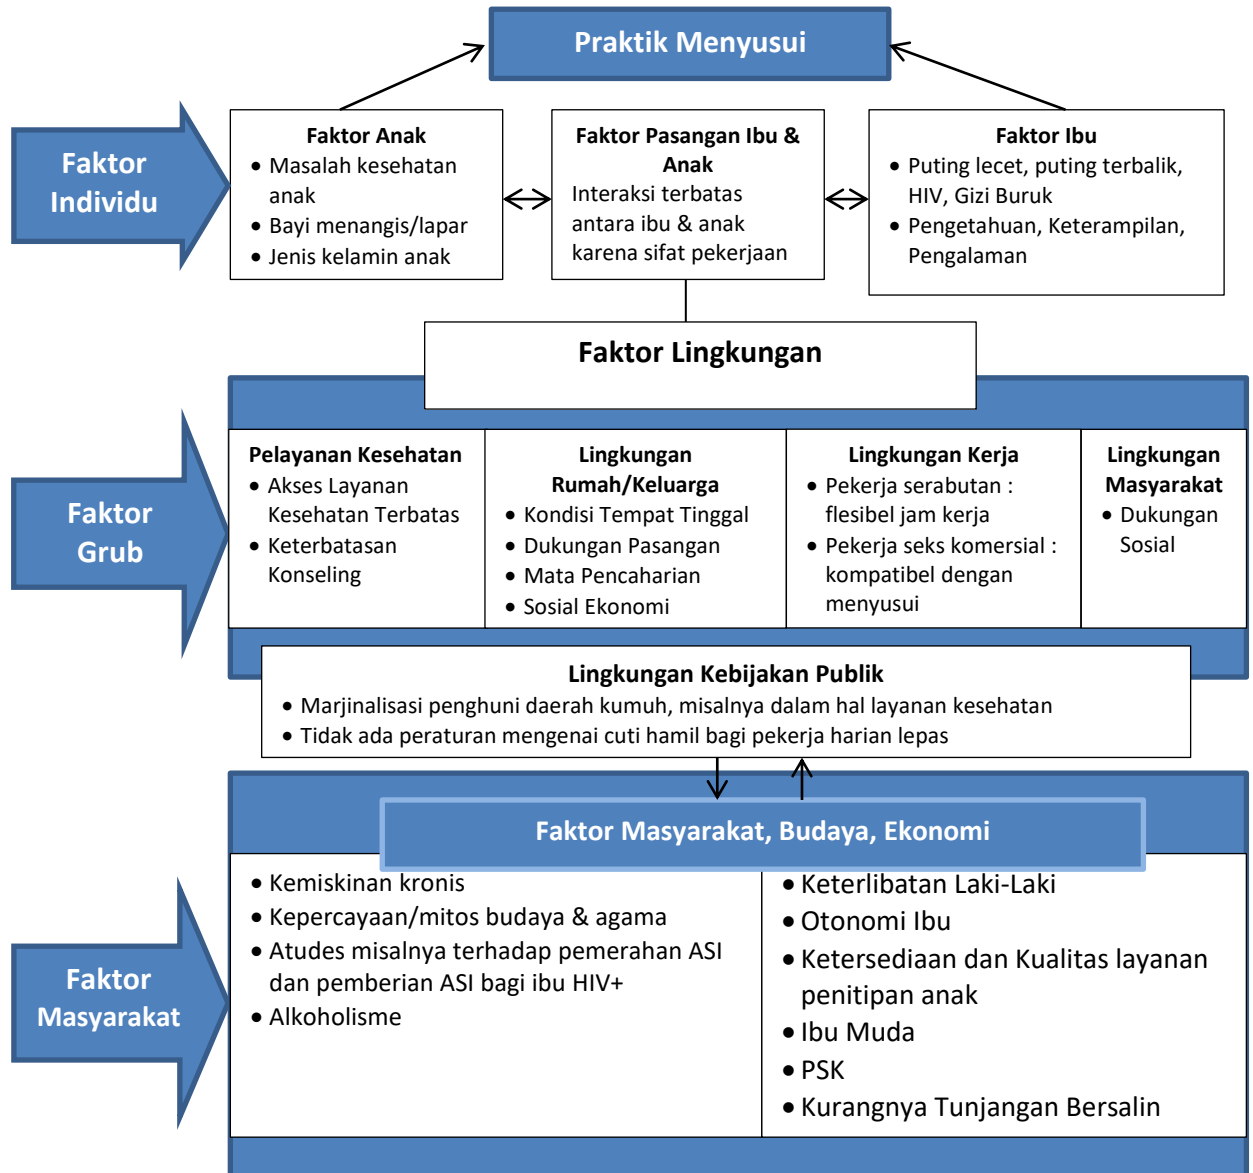 Praktik Menyusui
Faktor
Individu
Faktor Anak
• Masalah kesehatan
anak
• Bayi menangis/lapar
• Jenis kelamin anak
Faktor Pasangan Ibu &
Anak
Interaksi terbatas
antara ibu & anak
karena sifat pekerjaan
Faktor Ibu
• Puting lecet, puting terbalik,
HIV, Gizi Buruk
• Pengetahuan, Keterampilan,
Pengalaman
Faktor Lingkungan
Faktor
Grub
Pelayanan Kesehatan
• Akses Layanan
Kesehatan Terbatas
• Keterbatasan
Konseling
Lingkungan
Rumah/Keluarga
• Kondisi Tempat Tinggal
• Dukungan Pasangan
• Mata Pencaharian
• Sosial Ekonomi
Lingkungan Kerja
• Pekerja serabutan :
flesibel jam kerja
• Pekerja seks komersial :
kompatibel dengan
menyusui
Lingkungan
Masyarakat
• Dukungan
Sosial
Lingkungan Kebijakan Publik
• Marjinalisasi penghuni daerah kumuh, misalnya dalam hal layanan kesehatan
• Tidak ada peraturan mengenai cuti hamil bagi pekerja harian lepas
Faktor Masyarakat, Budaya, Ekonomi
Faktor
Masyarakat
• Kemiskinan kronis
• Kepercayaan/mitos budaya & agama
• Atudes misalnya terhadap pemerahan ASI
dan pemberian ASI bagi ibu HIV+
• Alkoholisme
• Keterlibatan Laki-Laki
• Otonomi Ibu
• Ketersediaan dan Kualitas layanan
penitipan anak
• Ibu Muda
• PSK
• Kurangnya Tunjangan Bersalin